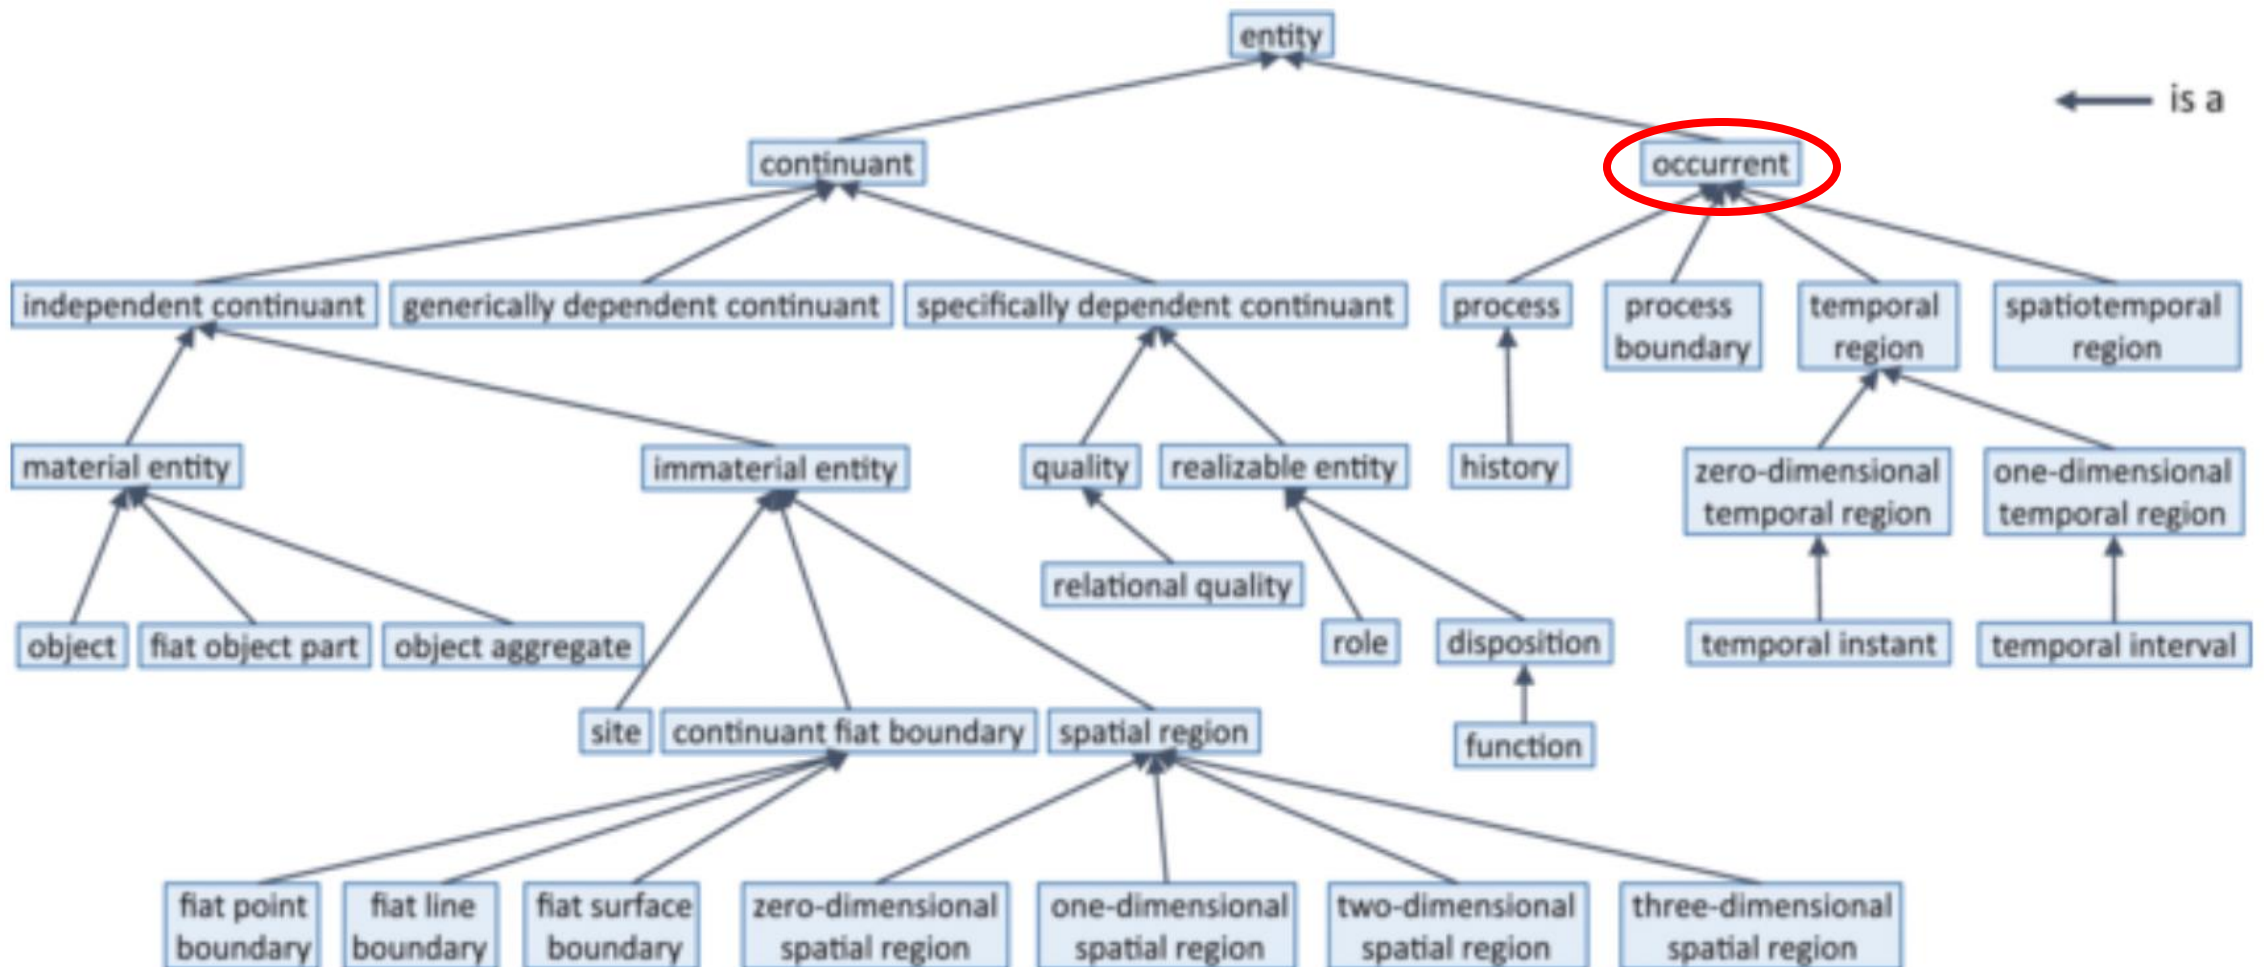 entity
is a
continuant
occurrent
independent continuant
generically dependent continuant
specifically dependent continuant
process
process
boundary
temporal
region
spatiotemporal
region
material entity
immaterial entity
quality
realizable entity
history
zero-dimensional
temporal region
one-dimensional
temporal region
relational quality
object
fiat object part
object aggregate
role
disposition
temporal instant
temporal interval
site
continuant fiat boundary
spatial region
function
fiat point
boundary
fiat line
boundary
fiat surface
boundary
zero-dimensional
spatial region
one-dimensional
spatial region
two-dimensional
spatial region
three-dimensional
spatial region